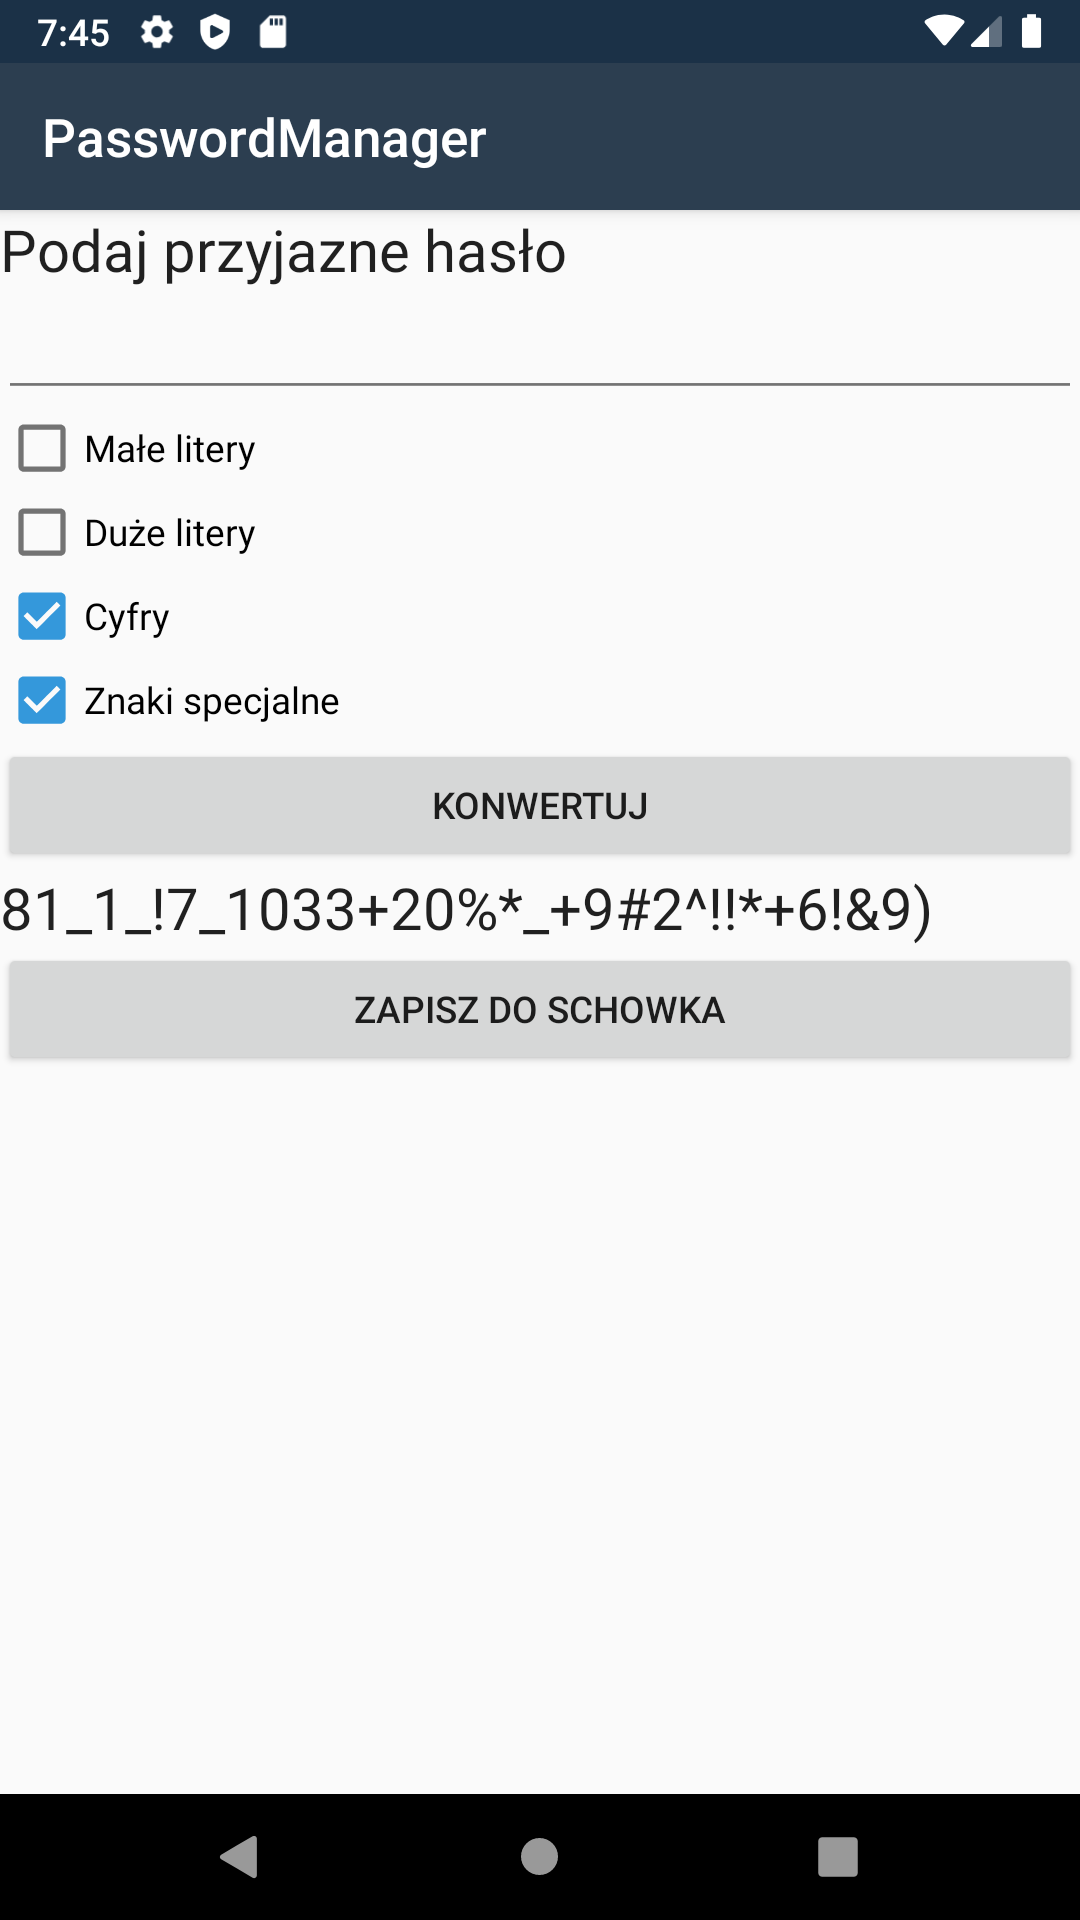 7:45
PasswordManager
Podaj przyjazne hasło
Małe litery
Duże litery
Cyfry
Znaki specjalne
KONWERTUJ
81_1_!7_1033+20%*_+9#2^!!*+6!&9)
ZAPISZ DO SCHOWKA